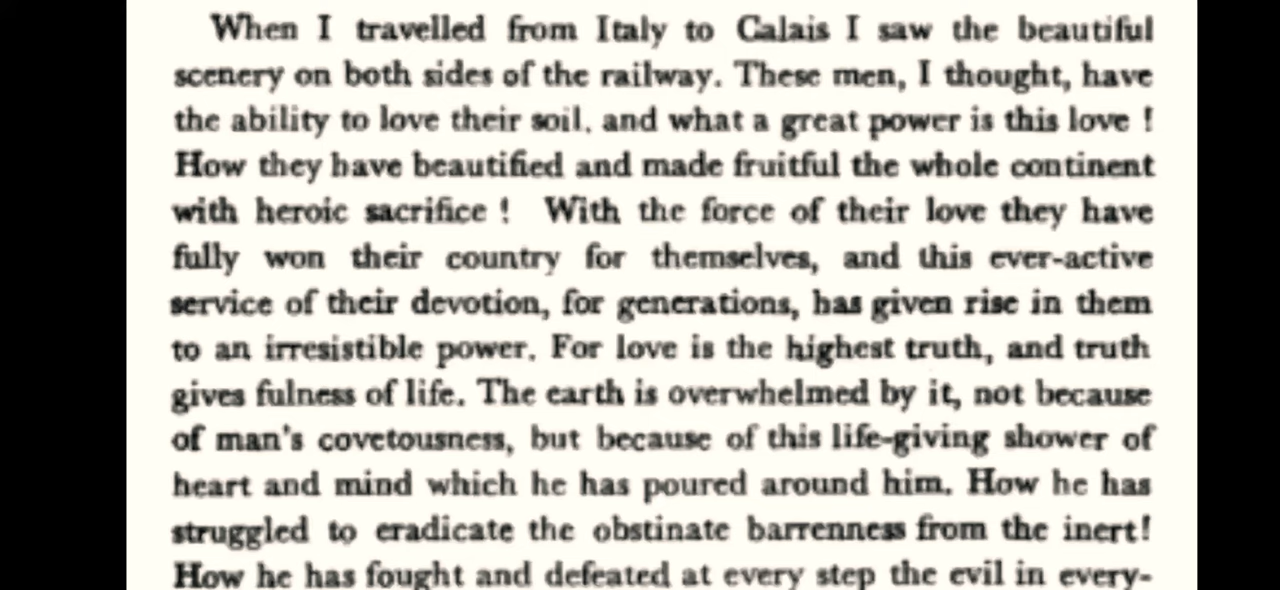 When I travelled from Italy to Calais I saw the beautiful
scenery on both sides of the railway. These men, I thought, have
the ability to love their soil. and what a great power is this love !
How they have beautified and made fruitful the whole continent
with heroic sacrifice ! With the force of their love they have
fully won their country for themselves, and this ever-active
service of their devotion, for generations, has given rise in them
to an irresistible power. For love is the highest truth, and truth
gives fulness of life. The earth is overwhelmed by it, not because
of man's covetousness, but because of this life-giving shower of
heart and mind which he has poured around him. How he has
struggled to eradicate the obstinate barrenness from the inert!
How he has fought and defeated at every step the evil in every-